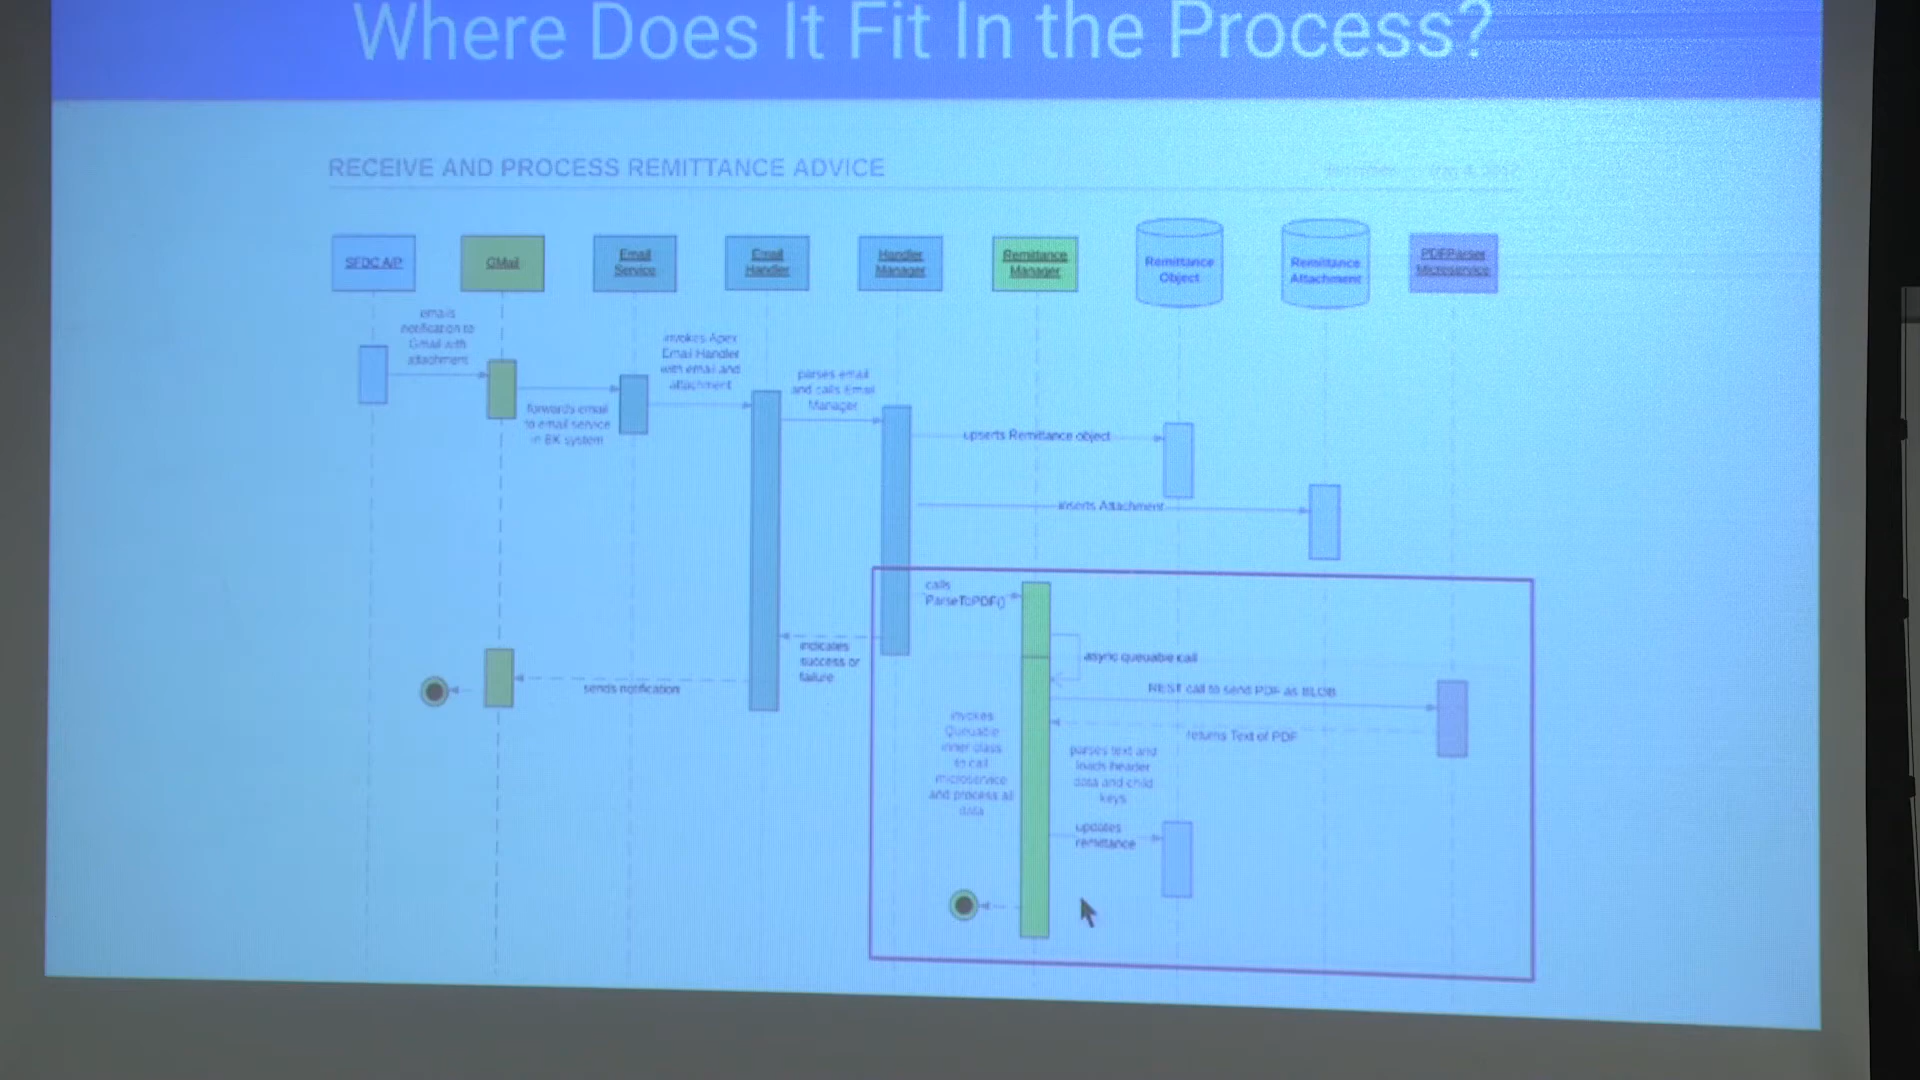 Where Does It Fit In the Process?
RECEIVE AND PROCESS REMITTANCE ADVICE
SFDC A/P
GMail
Email
Service
Email
Handler
Handler
Manager
Remittance
Manager
Remittance
Object
Remittance
Attachment
PDFParser
Microservice
emails
notification to
Gmail with
attachment
forwards email
to email service
in BK system
invokes Apex
Email Handler
with email and
attachment
parses email
and calls Email
Manager
upserts Remittance object
inserts Attachment
calls
ParseToPDF()
indicates
success or
failure
sends notification
async queuable call
REST call to send PDF as BLOB
returns Text of PDF
invokes
Queuable
inner class
to call
microservice
and process all
data
parses text and
loads header
data and child
keys
updates
remittance